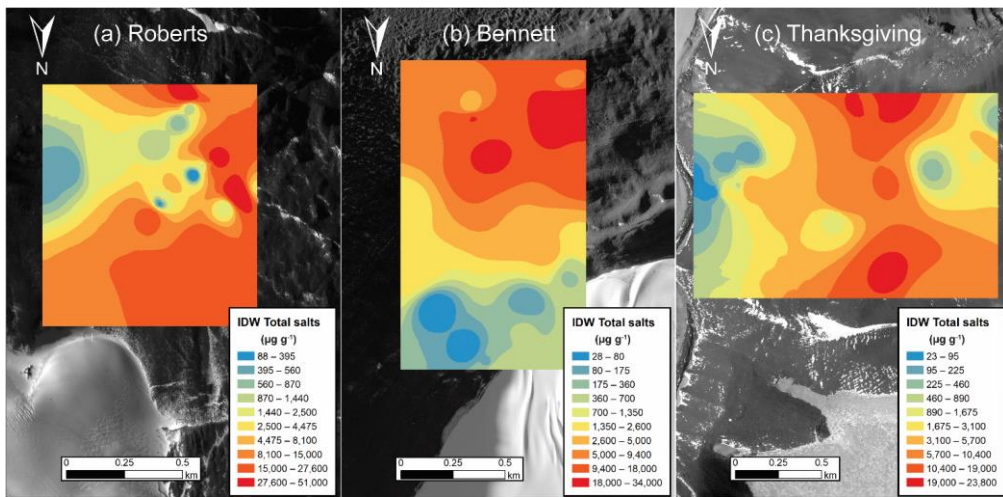 (a) Roberts
N
IDW Total salts
(µg g⁻¹)
88 – 395
395 – 560
560 – 870
870 – 1,440
1,440 – 2,500
2,500 – 4,475
4,475 – 8,100
8,100 – 15,000
15,000 – 27,600
27,600 – 51,000
0 0.25 0.5
km
(b) Bennett
N
IDW Total salts
(µg g⁻¹)
28 – 80
80 – 175
175 – 360
360 – 700
700 – 1,350
1,350 – 2,600
2,600 – 5,000
5,000 – 9,400
9,400 – 18,000
18,000 – 34,000
0 0.25 0.5
km
(c) Thanksgiving
N
IDW Total salts
(µg g⁻¹)
23 – 95
95 – 225
225 – 460
460 – 890
890 – 1,675
1,675 – 3,100
3,100 – 5,700
5,700 – 10,400
10,400 – 19,000
19,000 – 23,800
0 0.25 0.5
km